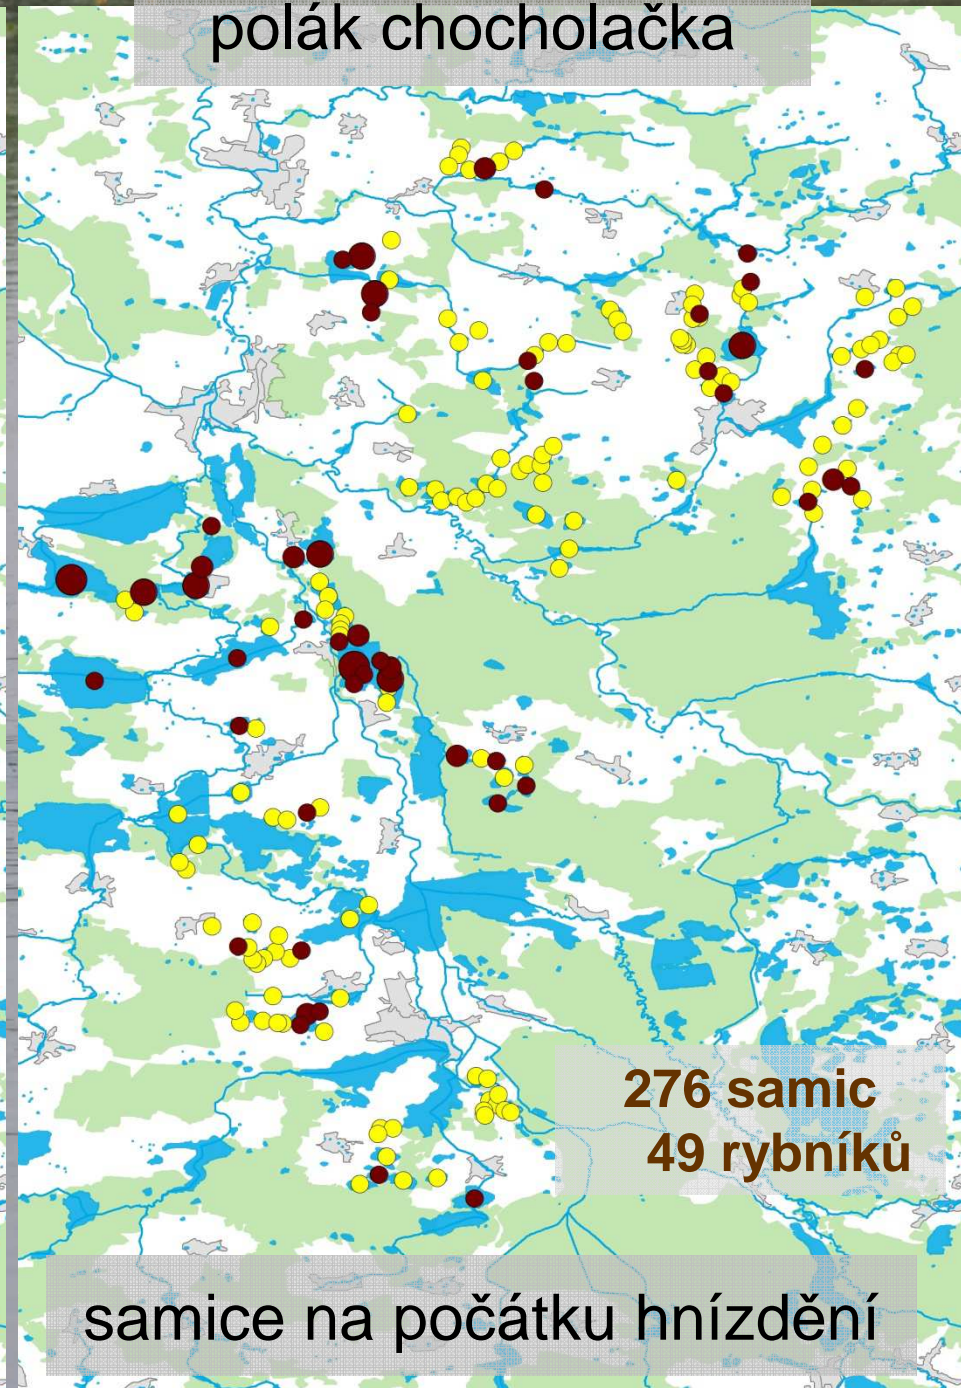 polák chocholačka
276 samic
49 rybníků
samice na počátku hnízdění